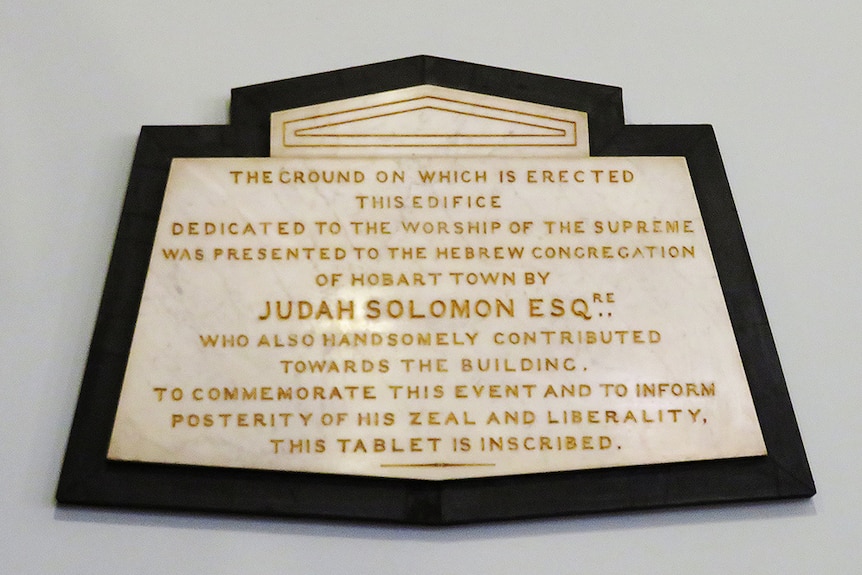 THE GROUND ON WHICH IS ERECTED
THIS EDIFICE
DEDICATED TO THE WORSHIP OF THE SUPREME
WAS PRESENTED TO THE HEBREW CONGREGATION
OF HOBART TOWN BY
JUDAH SOLOMON ESQRE..
WHO ALSO HANDSOMELY CONTRIBUTED
TOWARDS THE BUILDING.
TO COMMEMORATE THIS EVENT AND TO INFORM
POSTERITY OF HIS ZEAL AND LIBERALITY,
THIS TABLET IS INSCRIBED.